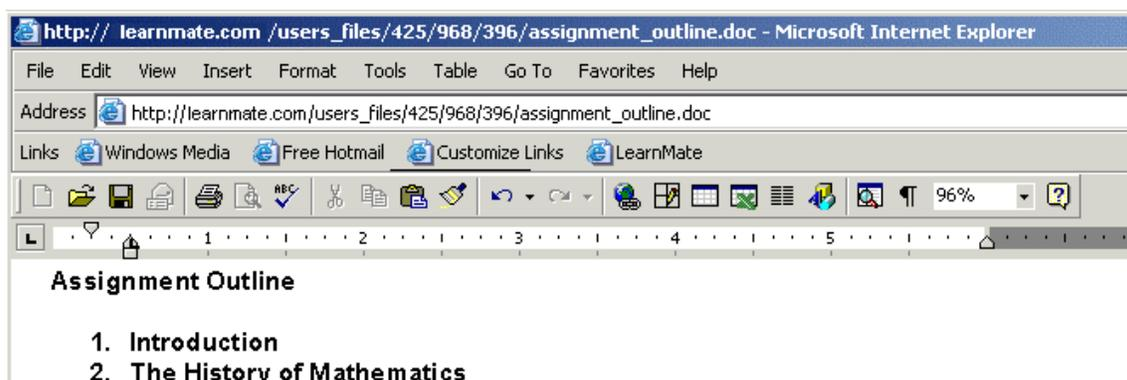 http:// learnmate.com /users_files/425/968/396/assignment_outline.doc - Microsoft Internet Explorer
File Edit View Insert Format Tools Table Go To Favorites Help
Address http://learnmate.com/users_files/425/968/396/assignment_outline.doc
Links Windows Media Free Hotmail Customize Links LearnMate
ABC 96%
1 2 3 4 5
Assignment Outline
1. Introduction
2. The History of Mathematics